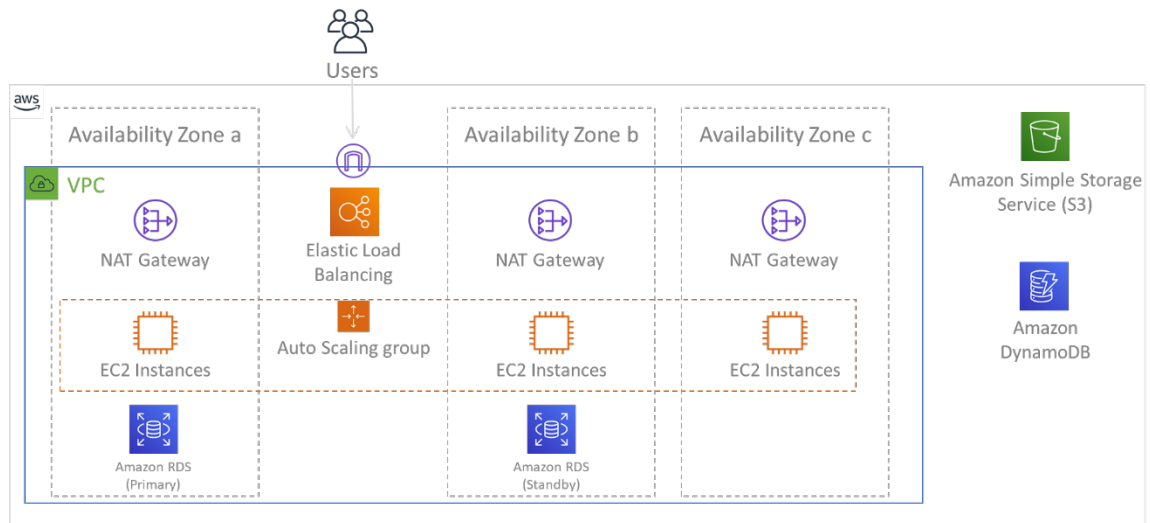 Users
aws
Availability Zone a
Availability Zone b
Availability Zone c
VPC
Amazon Simple Storage
Service (S3)
NAT Gateway
Elastic Load
Balancing
NAT Gateway
NAT Gateway
Amazon
DynamoDB
Auto Scaling group
EC2 Instances
EC2 Instances
EC2 Instances
Amazon RDS
(Primary)
Amazon RDS
(Standby)